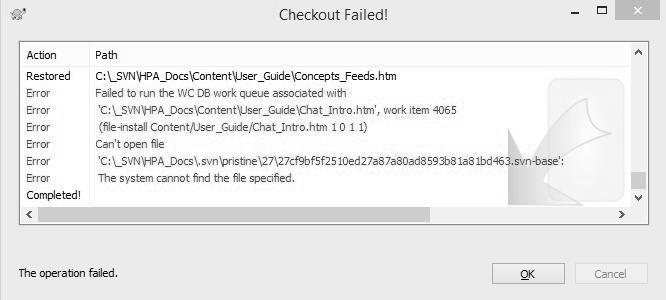 Checkout Failed!
Action Path
Restored C:\_SVN\HPA_Docs\Content\User_Guide\Concepts_Feeds.htm
Error Failed to run the WC DB work queue associated with
Error 'C:\_SVN\HPA_Docs\Content\User_Guide\Chat_Intro.htm', work item 4065
Error (file-install Content/User_Guide/Chat_Intro.htm 1 0 1 1)
Error Can't open file
Error 'C:\_SVN\HPA_Docs\.svn\pristine\27\27cf9bf5f2510ed27a87a80ad8593b81a81bd463.svn-base':
Error The system cannot find the file specified.
Completed!
The operation failed.
OK Cancel